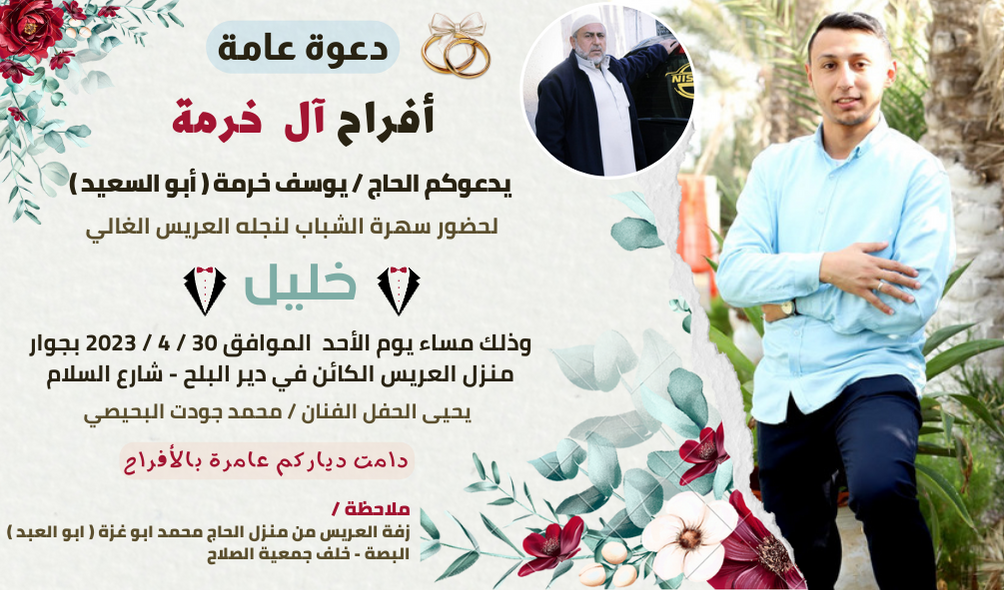 دعوة عامة
أفراح آل خرمة
يدعوكم الحاج / يوسف خرمة ( أبو السعيد )
لحضور سهرة الشباب لنجله العريس الغالي
خليل
وذلك مساء يوم الأحد الموافق 30 / 4 / 2023 بجوار
منزل العريس الكائن في دير البلح - شارع السلام
يحيى الحفل الفنان / محمد جودت البحيصي
دامت دياركم عامرة بالأفراح
ملاحظة /
زفة العريس من منزل الحاج محمد ابو غزة ( ابو العبد )
البصة - خلف جمعية الصلاح
NIS